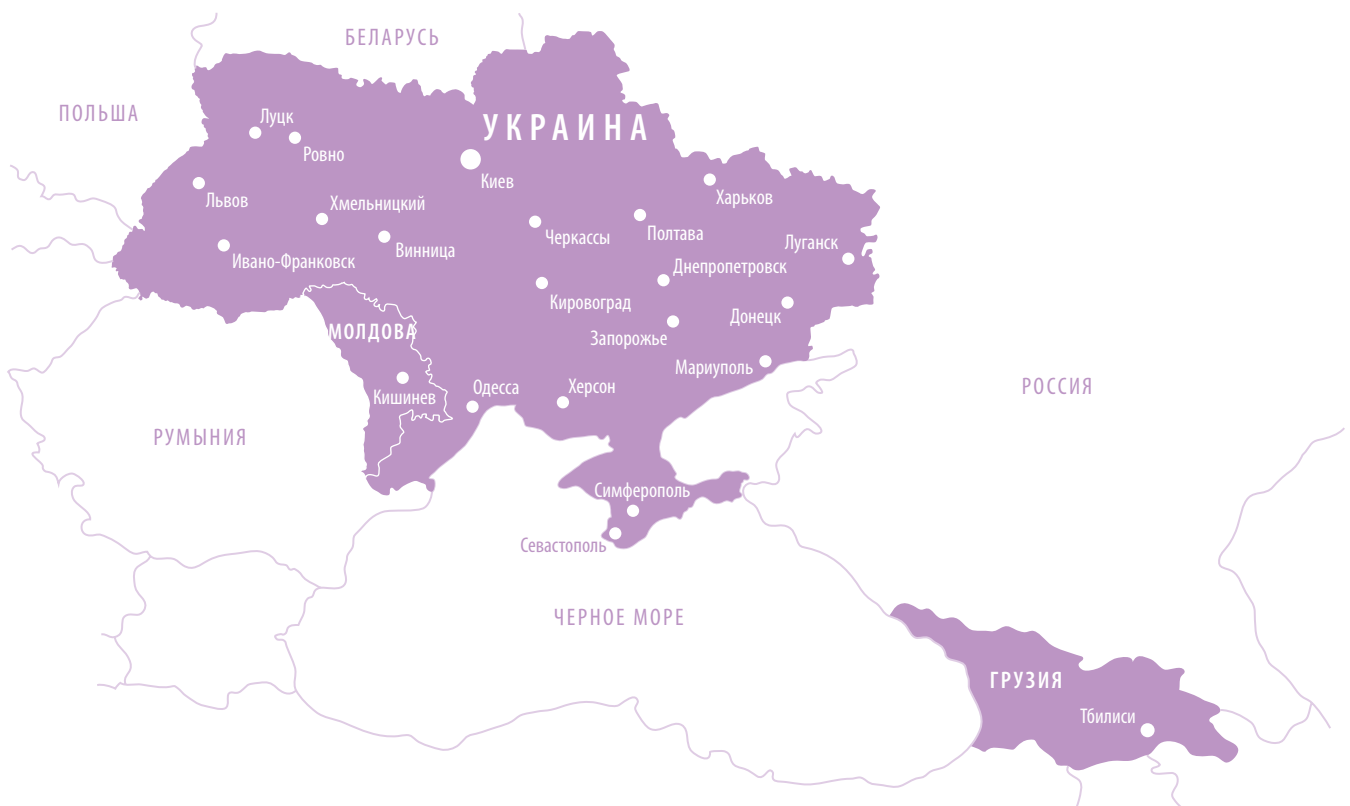 БЕЛАРУСЬ
ПОЛЬША
Луцк
УКРАИНА
Ровно
Киев
Харьков
Львов
Хмельницкий
Черкассы
Полтава
Луганск
Винница
Ивано-Франковск
Днепропетровск
Кировоград
Донецк
МОЛДОВА
Запорожье
Мариуполь
Одесса
Херсон
РОССИЯ
Кишинев
РУМЫНИЯ
Симферополь
Севастополь
ЧЕРНОЕ МОРЕ
ГРУЗИЯ
Тбилиси